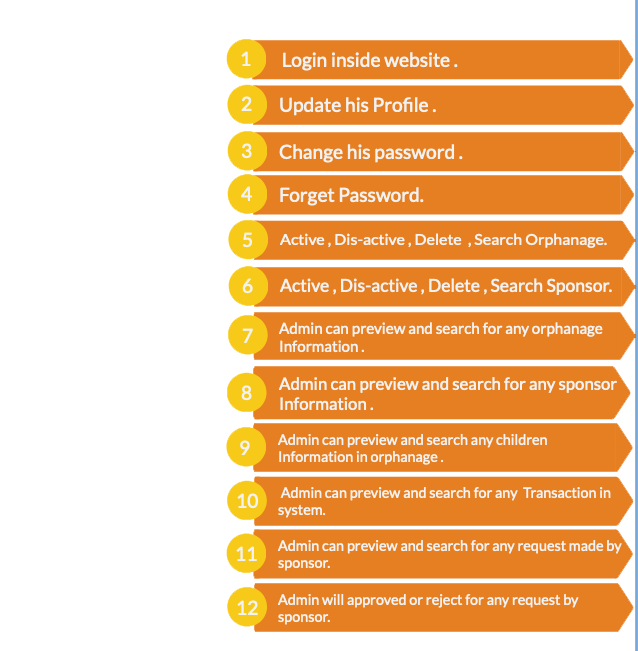 1 Login inside website .
2 Update his Profile .
3 Change his password .
4 Forget Password.
5 Active , Dis-active , Delete , Search Orphanage.
6 Active , Dis-active , Delete , Search Sponsor.
7 Admin can preview and search for any orphanage
Information .
8 Admin can preview and search for any sponsor
Information .
9 Admin can preview and search any children
Information in orphanage .
10 Admin can preview and search for any Transaction in
system.
11 Admin can preview and search for any request made by
sponsor.
12 Admin will approved or reject for any request by
sponsor.